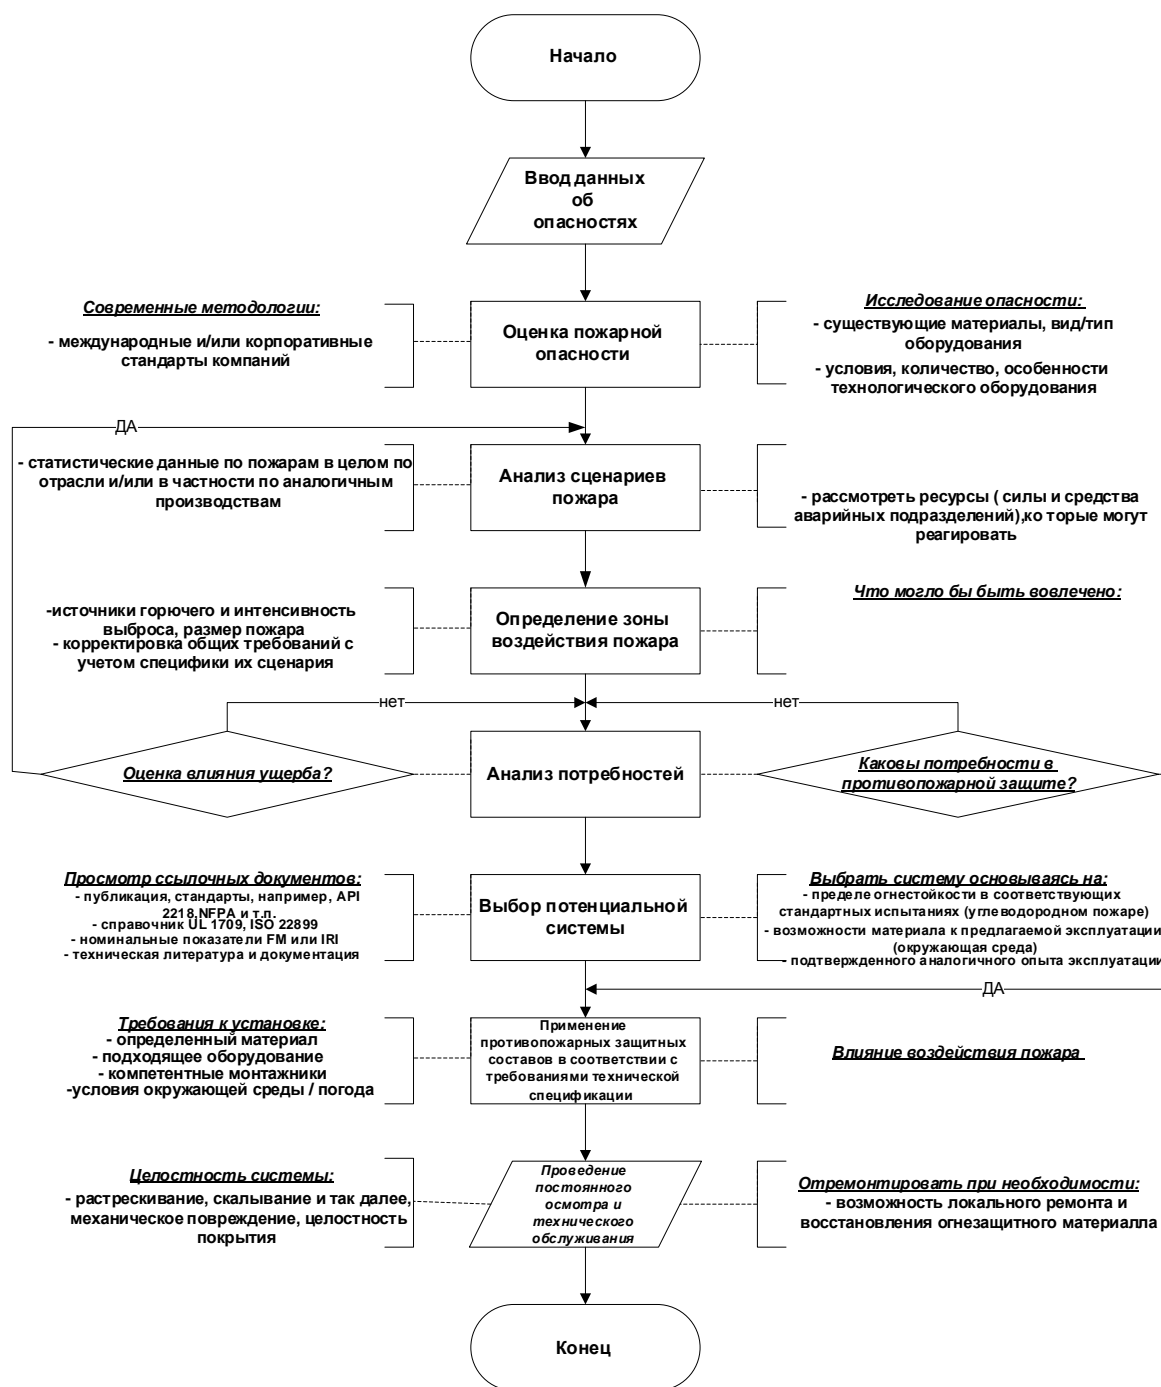 Начало
Ввод данных
об
опасностях
Современные методологии:
- международные и/или корпоративные
стандарты компаний
Оценка пожарной
опасности
Исследование опасности:
- существующие материалы, вид/тип
оборудования
- условия, количество, особенности
технологического оборудования
ДА
- статистические данные по пожарам в целом по
отрасли и/или в частности по аналогичным
производствам
Анализ сценариев
пожара
- рассмотреть ресурсы ( силы и средства
аварийных подразделений),ко торые могут
реагировать
-источники горючего и интенсивность
выброса, размер пожара
- корректировка общих требований с
учетом специфики их сценария
Определение зоны
воздействия пожара
Что могло бы быть вовлечено:
нет
нет
Оценка влияния ущерба?
Анализ потребностей
Каковы потребности в
противопожарной защите?
Просмотр ссылочных документов:
- публикация, стандарты, например, API
2218,NFPA и т.п.
- справочник UL 1709, ISO 22899
- номинальные показатели FM или IRI
- техническая литература и документация
Выбор потенциальной
системы
Выбрать систему основываясь на:
- пределе огнестойкости в соответствующих
стандартных испытаниях (углеводородном пожаре)
- возможности материала к предлагаемой эксплуатации
(окружающая среда)
- подтвержденного аналогичного опыта эксплуатации
ДА
Требования к установке:
- определенный материал
- подходящее оборудование
- компетентные монтажники
-условия окружающей среды / погода
Применение
противопожарных защитных
составов в соответствии с
требованиями технической
спецификации
Влияние воздействия пожара
Целостность системы:
- растрескивание, скалывание и так далее,
механическое повреждение, целостность
покрытия
Проведение
постоянного
осмотра и
технического
обслуживания
Отремонтировать при необходимости:
- возможность локального ремонта и
восстановления огнезащитного материалла
Конец